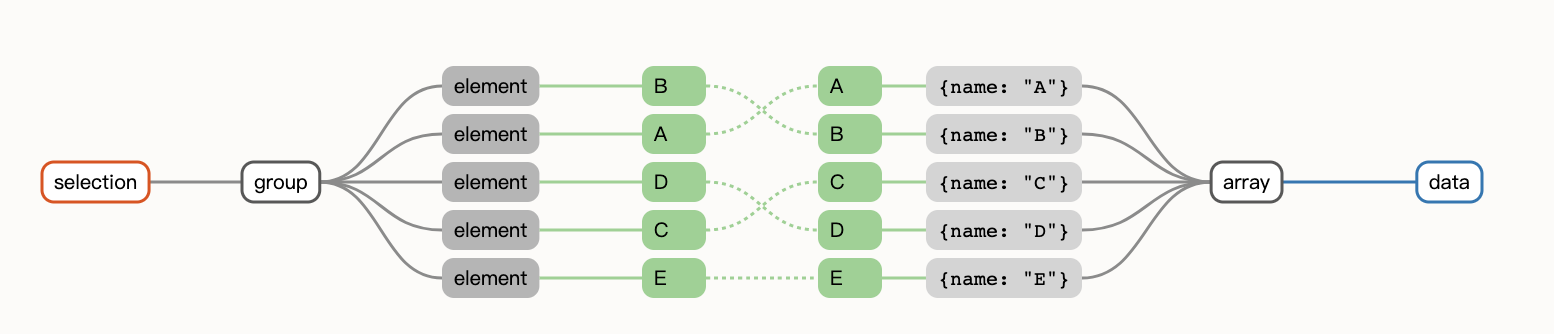 element B A {name: "A"}
element A B {name: "B"}
selection group element D C {name: "C"} array data
element C D {name: "D"}
element E E {name: "E"}